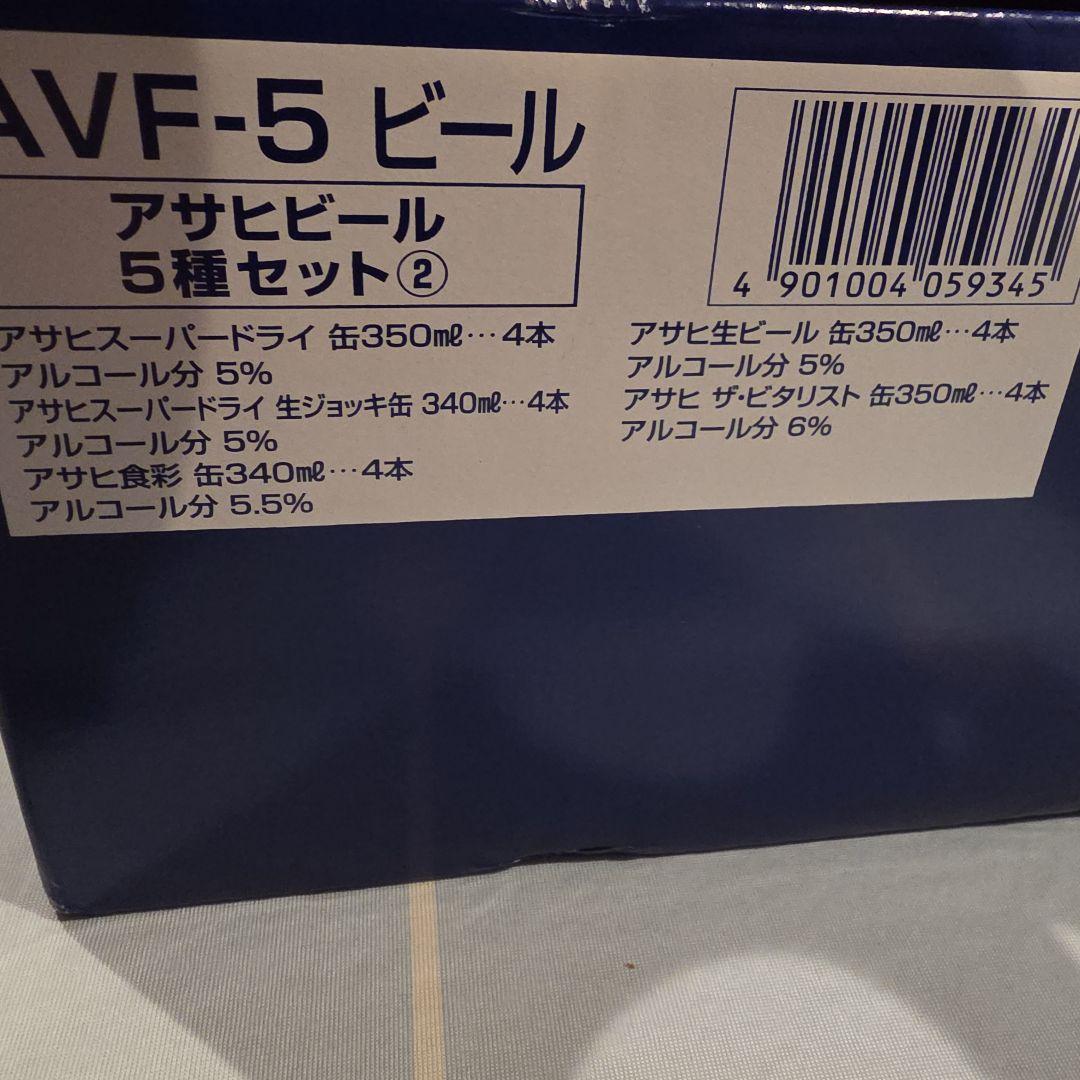 AVF-5 ビール
アサヒビール
5種セット②
アサヒスーパードライ 缶350㎖…4本
アルコール分 5%
アサヒスーパードライ 生ジョッキ缶 340㎖…4本
アルコール分 5%
アサヒ食彩 缶340㎖…4本
アルコール分 5.5%
4 901004 059345
アサヒ生ビール 缶350㎖…4本
アルコール分 5%
アサヒ ザ・ビタリスト 缶350㎖…4本
アルコール分 6%